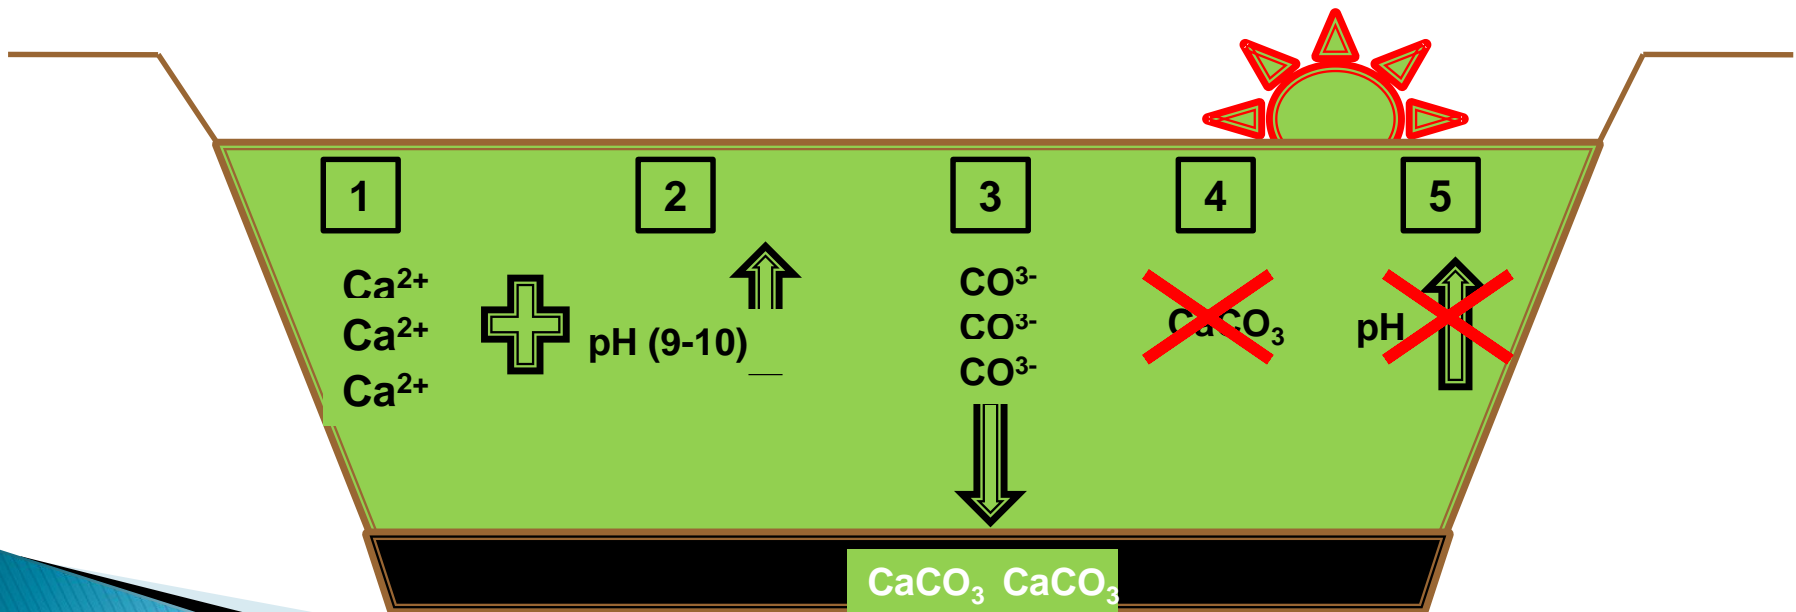 1 2 3 4 5
Ca²⁺
Ca²⁺
Ca²⁺
pH (9-10)
CO³⁻
CO³⁻
CO³⁻
CaCO₃
pH
CaCO₃ CaCO₃